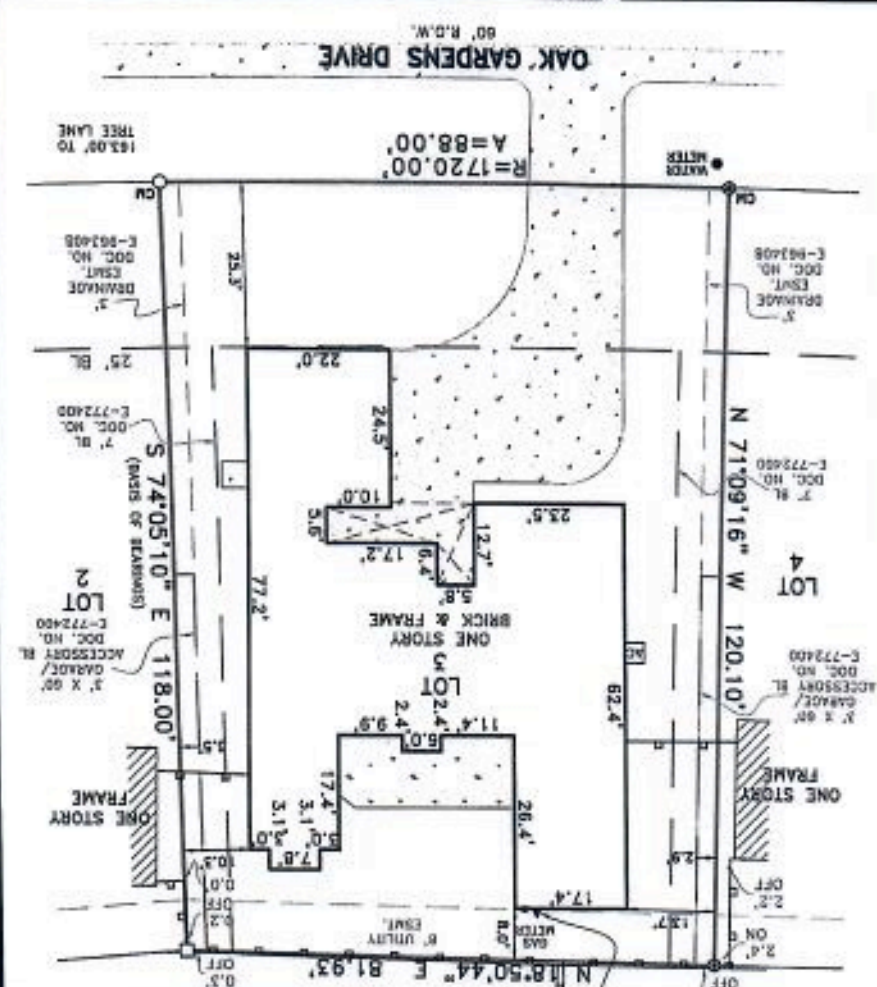 OFF
N 18°50'44" E 81.93'
0.3'
OFF
2.4'
ON
GAS
METER
8.0'
6' UTILITY
ESMT.
0.2'
OFF
0.0'
13.7'
17.4'
2.2'
OFF
2.9'
10.3'
26.4'
3.0'
3.1'
7.8'
3.1'
3.0'
17.4'
ONE STORY
FRAME
ONE STORY
FRAME
11.4'
2.4'
5.0'
2.4'
9.9'
3' X 60'
GARAGE/
ACCESSORY BL
DOC. NO.
E-772400
62.4'
LOT
3
ONE STORY
BRICK & FRAME
3' X 60'
GARAGE/
ACCESSORY BL
DOC. NO.
E-772400
AC
LOT
4
LOT
2
77.2'
N 71°09'16" W 120.10'
S 74°05'10" E 118.00'
(BASIS OF BEARINGS)
5.8'
12.7'
6.4'
17.2'
5.6'
23.5'
10.0'
3' BL
DOC. NO.
E-772400
24.5'
7' BL
DOC. NO.
E-772400
22.0'
25' BL
3'
DRAINAGE
ESMT.
DOC. NO.
E-963408
25.3'
3'
DRAINAGE
ESMT.
DOC. NO.
E-963408
CM
CM
WATER
METER
R=1720.00'
A=88.00'
163.00' TO
TREE LANE
OAK GARDENS DRIVE
60' R.O.W.